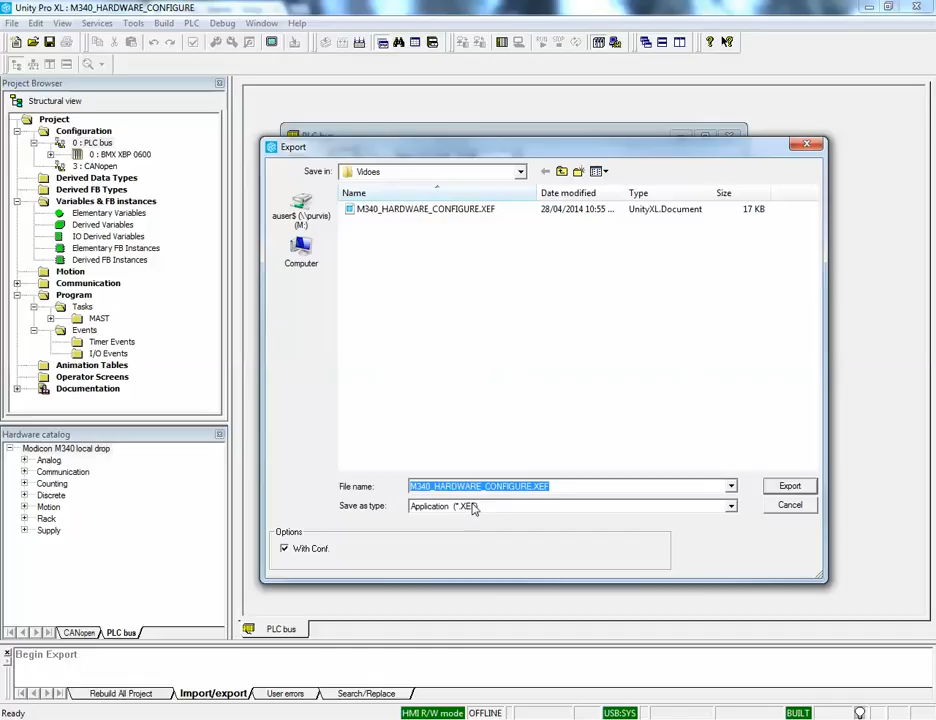 Unity Pro XL : M340_HARDWARE_CONFIGURE
File Edit View Services Tools Build PLC Debug Window Help
Project Browser
Structural view
Project
Configuration
0 : PLC bus
0 : BMX XBP 0600
3 : CANopen
Derived Data Types
Derived FB Types
Variables & FB instances
Elementary Variables
Derived Variables
IO Derived Variables
Elementary FB Instances
Derived FB Instances
Motion
Communication
Program
Tasks
MAST
Events
Timer Events
I/O Events
Animation Tables
Operator Screens
Documentation
Hardware catalog
Modicon M340 local drop
Analog
Communication
Counting
Discrete
Motion
Rack
Supply
CANopen PLC bus
Export
Save in: Vidoes
Name Date modified Type Size
M340_HARDWARE_CONFIGURE.XEF 28/04/2014 10:55 ... UnityXL.Document 17 KB
auser$ (\\purvis)
(M:)
Computer
File name: M340_HARDWARE_CONFIGURE.XEF Export
Save as type: Application (*.XEF) Cancel
Options
With Conf.
PLC bus
Begin Export
Rebuild All Project Import/export User errors Search/Replace
Ready HMI R/W mode OFFLINE USB:SYS BUILT